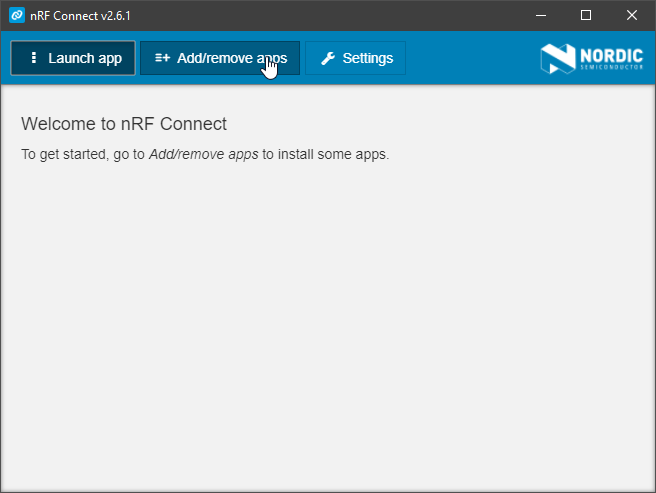 nRF Connect v2.6.1
Launch app
Add/remove apps
Settings
NORDIC
SEMICONDUCTOR
Welcome to nRF Connect
To get started, go to Add/remove apps to install some apps.